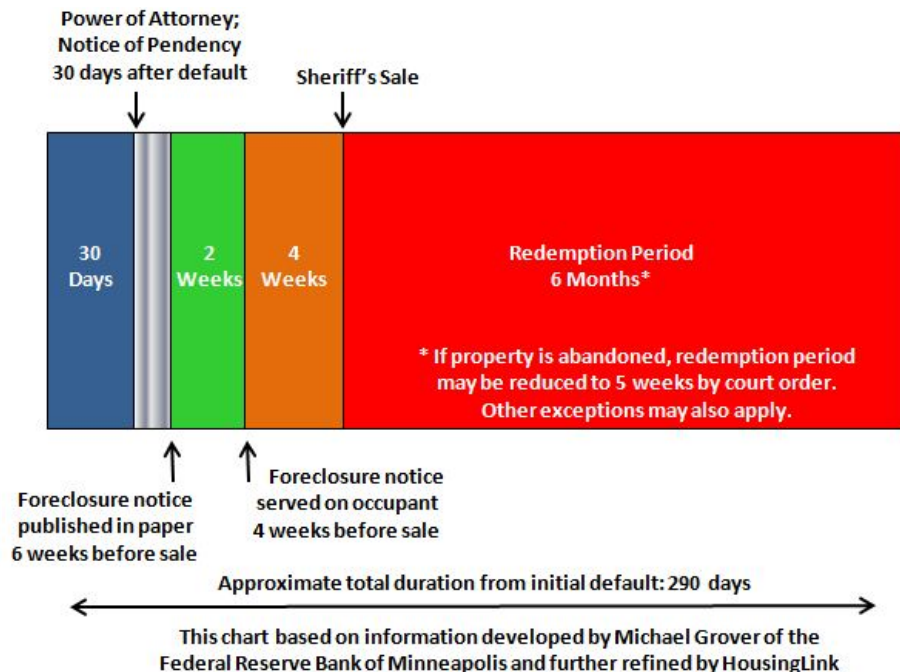 Power of Attorney;
Notice of Pendency
30 days after default
Sheriff's Sale
30
Days
2
Weeks
4
Weeks
Redemption Period
6 Months*
* If property is abandoned, redemption period
may be reduced to 5 weeks by court order.
Other exceptions may also apply.
Foreclosure notice
published in paper
6 weeks before sale
Foreclosure notice
served on occupant
4 weeks before sale
Approximate total duration from initial default: 290 days
This chart based on information developed by Michael Grover of the
Federal Reserve Bank of Minneapolis and further refined by HousingLink